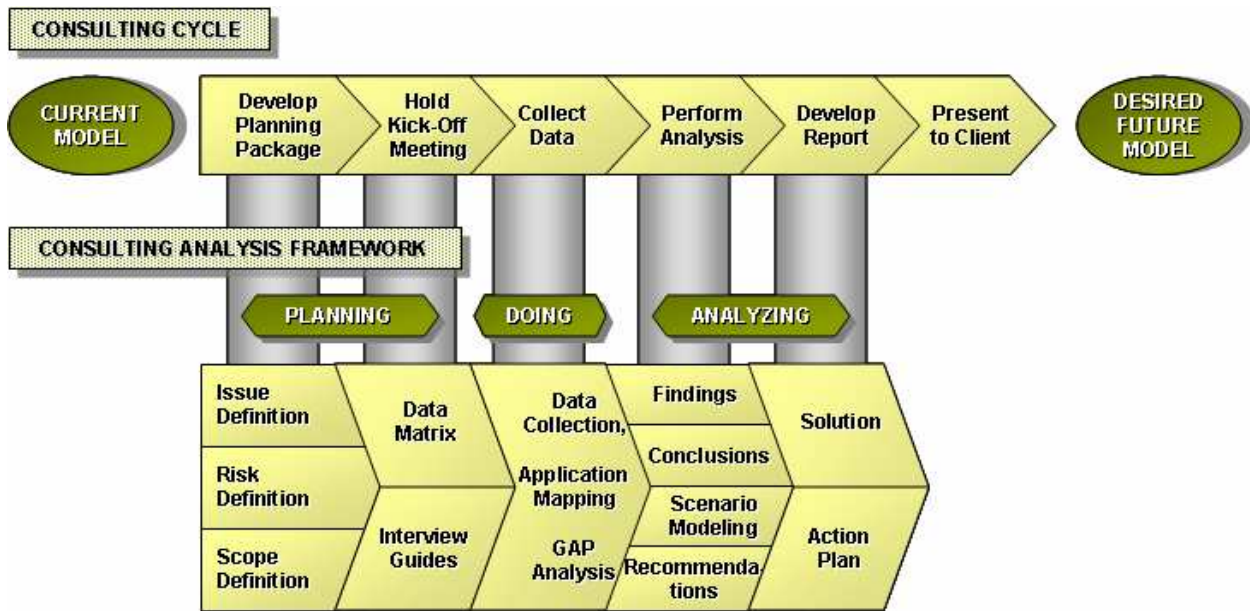 CONSULTING CYCLE
CURRENT
MODEL
Develop
Planning
Package
Hold
Kick-Off
Meeting
Collect
Data
Perform
Analysis
Develop
Report
Present
to Client
DESIRED
FUTURE
MODEL
CONSULTING ANALYSIS FRAMEWORK
PLANNING
DOING
ANALYZING
Issue
Definition
Risk
Definition
Scope
Definition
Data
Matrix
Interview
Guides
Data
Collection,
Application
Mapping
GAP
Analysis
Findings
Conclusions
Scenario
Modeling
Recommenda-
tions
Solution
Action
Plan